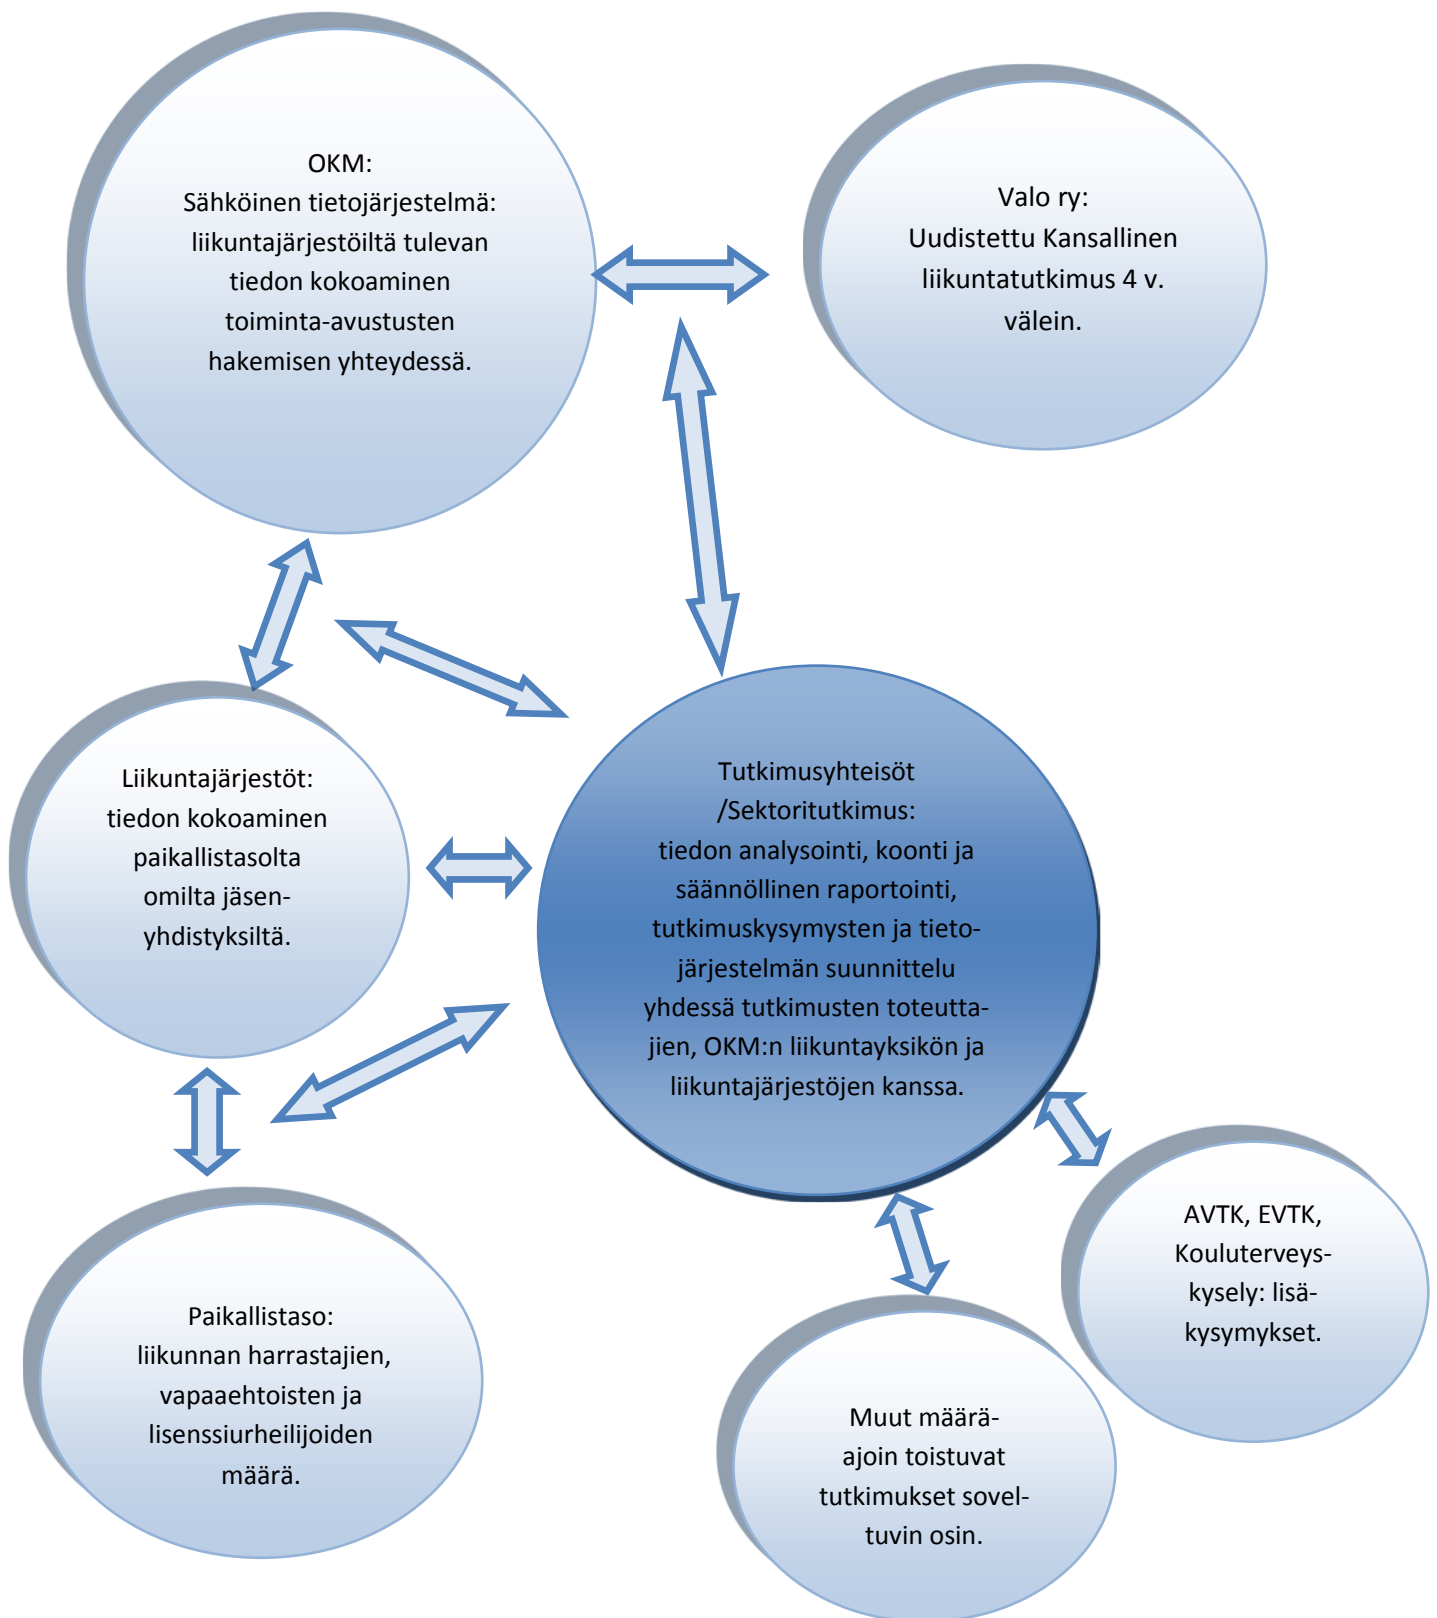 OKM:
Sähköinen tietojärjestelmä:
liikuntajärjestöiltä tulevan
tiedon kokoaminen
toiminta-avustusten
hakemisen yhteydessä.
Valo ry:
Uudistettu Kansallinen
liikuntatutkimus 4 v.
välein.
Liikuntajärjestöt:
tiedon kokoaminen
paikallistasolta
omilta jäsen-
yhdistyksiltä.
Tutkimusyhteisöt
/Sektoritutkimus:
tiedon analysointi, koonti ja
säännöllinen raportointi,
tutkimuskysymysten ja tieto-
järjestelmän suunnittelu
yhdessä tutkimusten toteutta-
jien, OKM:n liikuntayksikön ja
liikuntajärjestöjen kanssa.
AVTK, EVTK,
Kouluterveys-
kysely: lisä-
kysymykset.
Paikallistaso:
liikunnan harrastajien,
vapaaehtoisten ja
lisenssiurheilijoiden
määrä.
Muut määrä-
ajoin toistuvat
tutkimukset sovel-
tuvin osin.